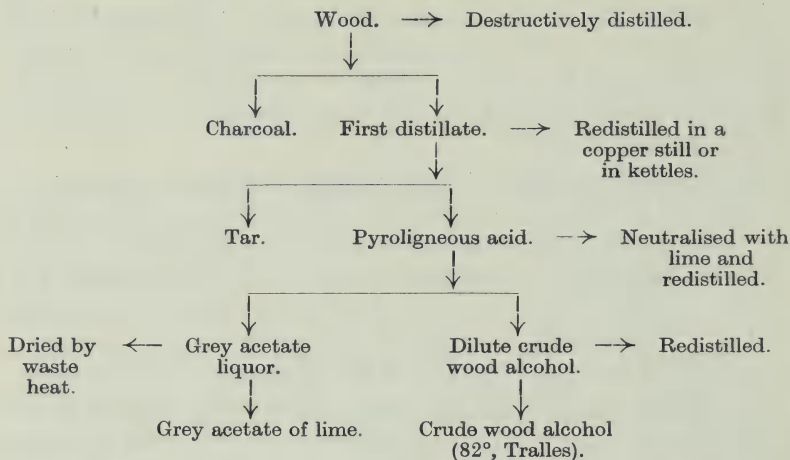 Wood. Destructively distilled.
Charcoal. First distillate. Redistilled in a
copper still or
in kettles.
Tar. Pyroligneous acid. Neutralised with
lime and
redistilled.
Dried by
waste
heat.
Grey acetate
liquor.
Dilute crude
wood alcohol.
Redistilled.
Grey acetate of lime. Crude wood alcohol
(82°, Tralles).